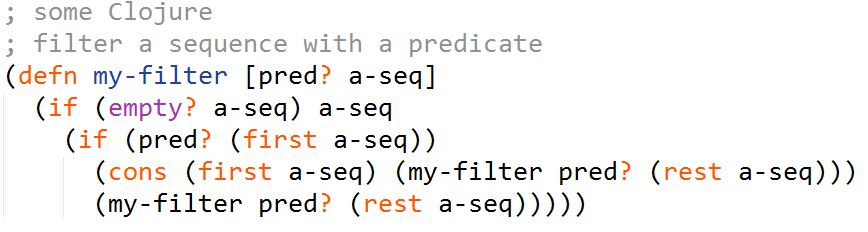 ; some Clojure
; filter a sequence with a predicate
(defn my-filter [pred? a-seq]
  (if (empty? a-seq) a-seq
    (if (pred? (first a-seq))
      (cons (first a-seq) (my-filter pred? (rest a-seq)))
      (my-filter pred? (rest a-seq)))))